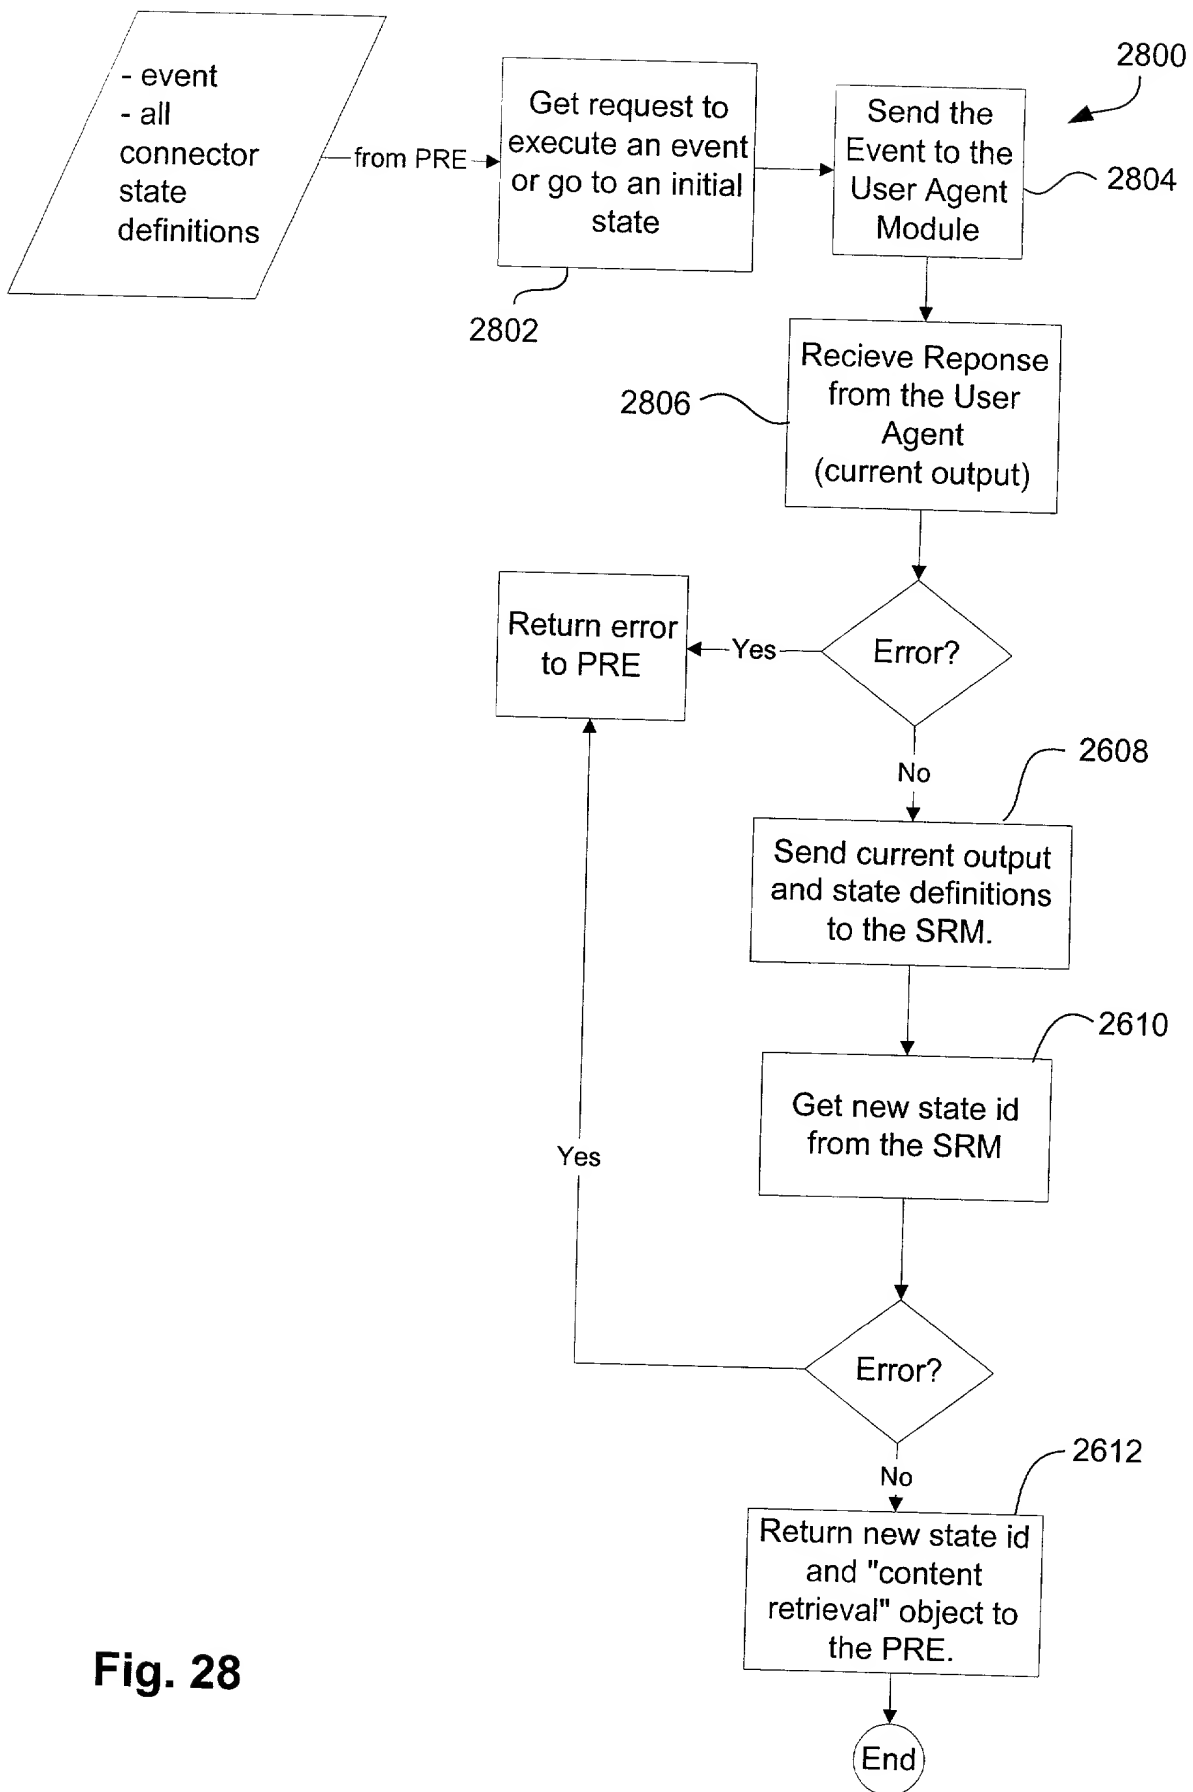 - event
- all
connector
state
definitions
from PRE
Get request to
execute an event
or go to an initial
state
2802
Send the
Event to the
User Agent
Module
2800
2804
Recieve Reponse
from the User
Agent
(current output)
2806
Error?
Yes
Return error
to PRE
No
2608
Send current output
and state definitions
to the SRM.
2610
Get new state id
from the SRM
Yes
Error?
No
2612
Return new state id
and "content
retrieval" object to
the PRE.
End
Fig. 28